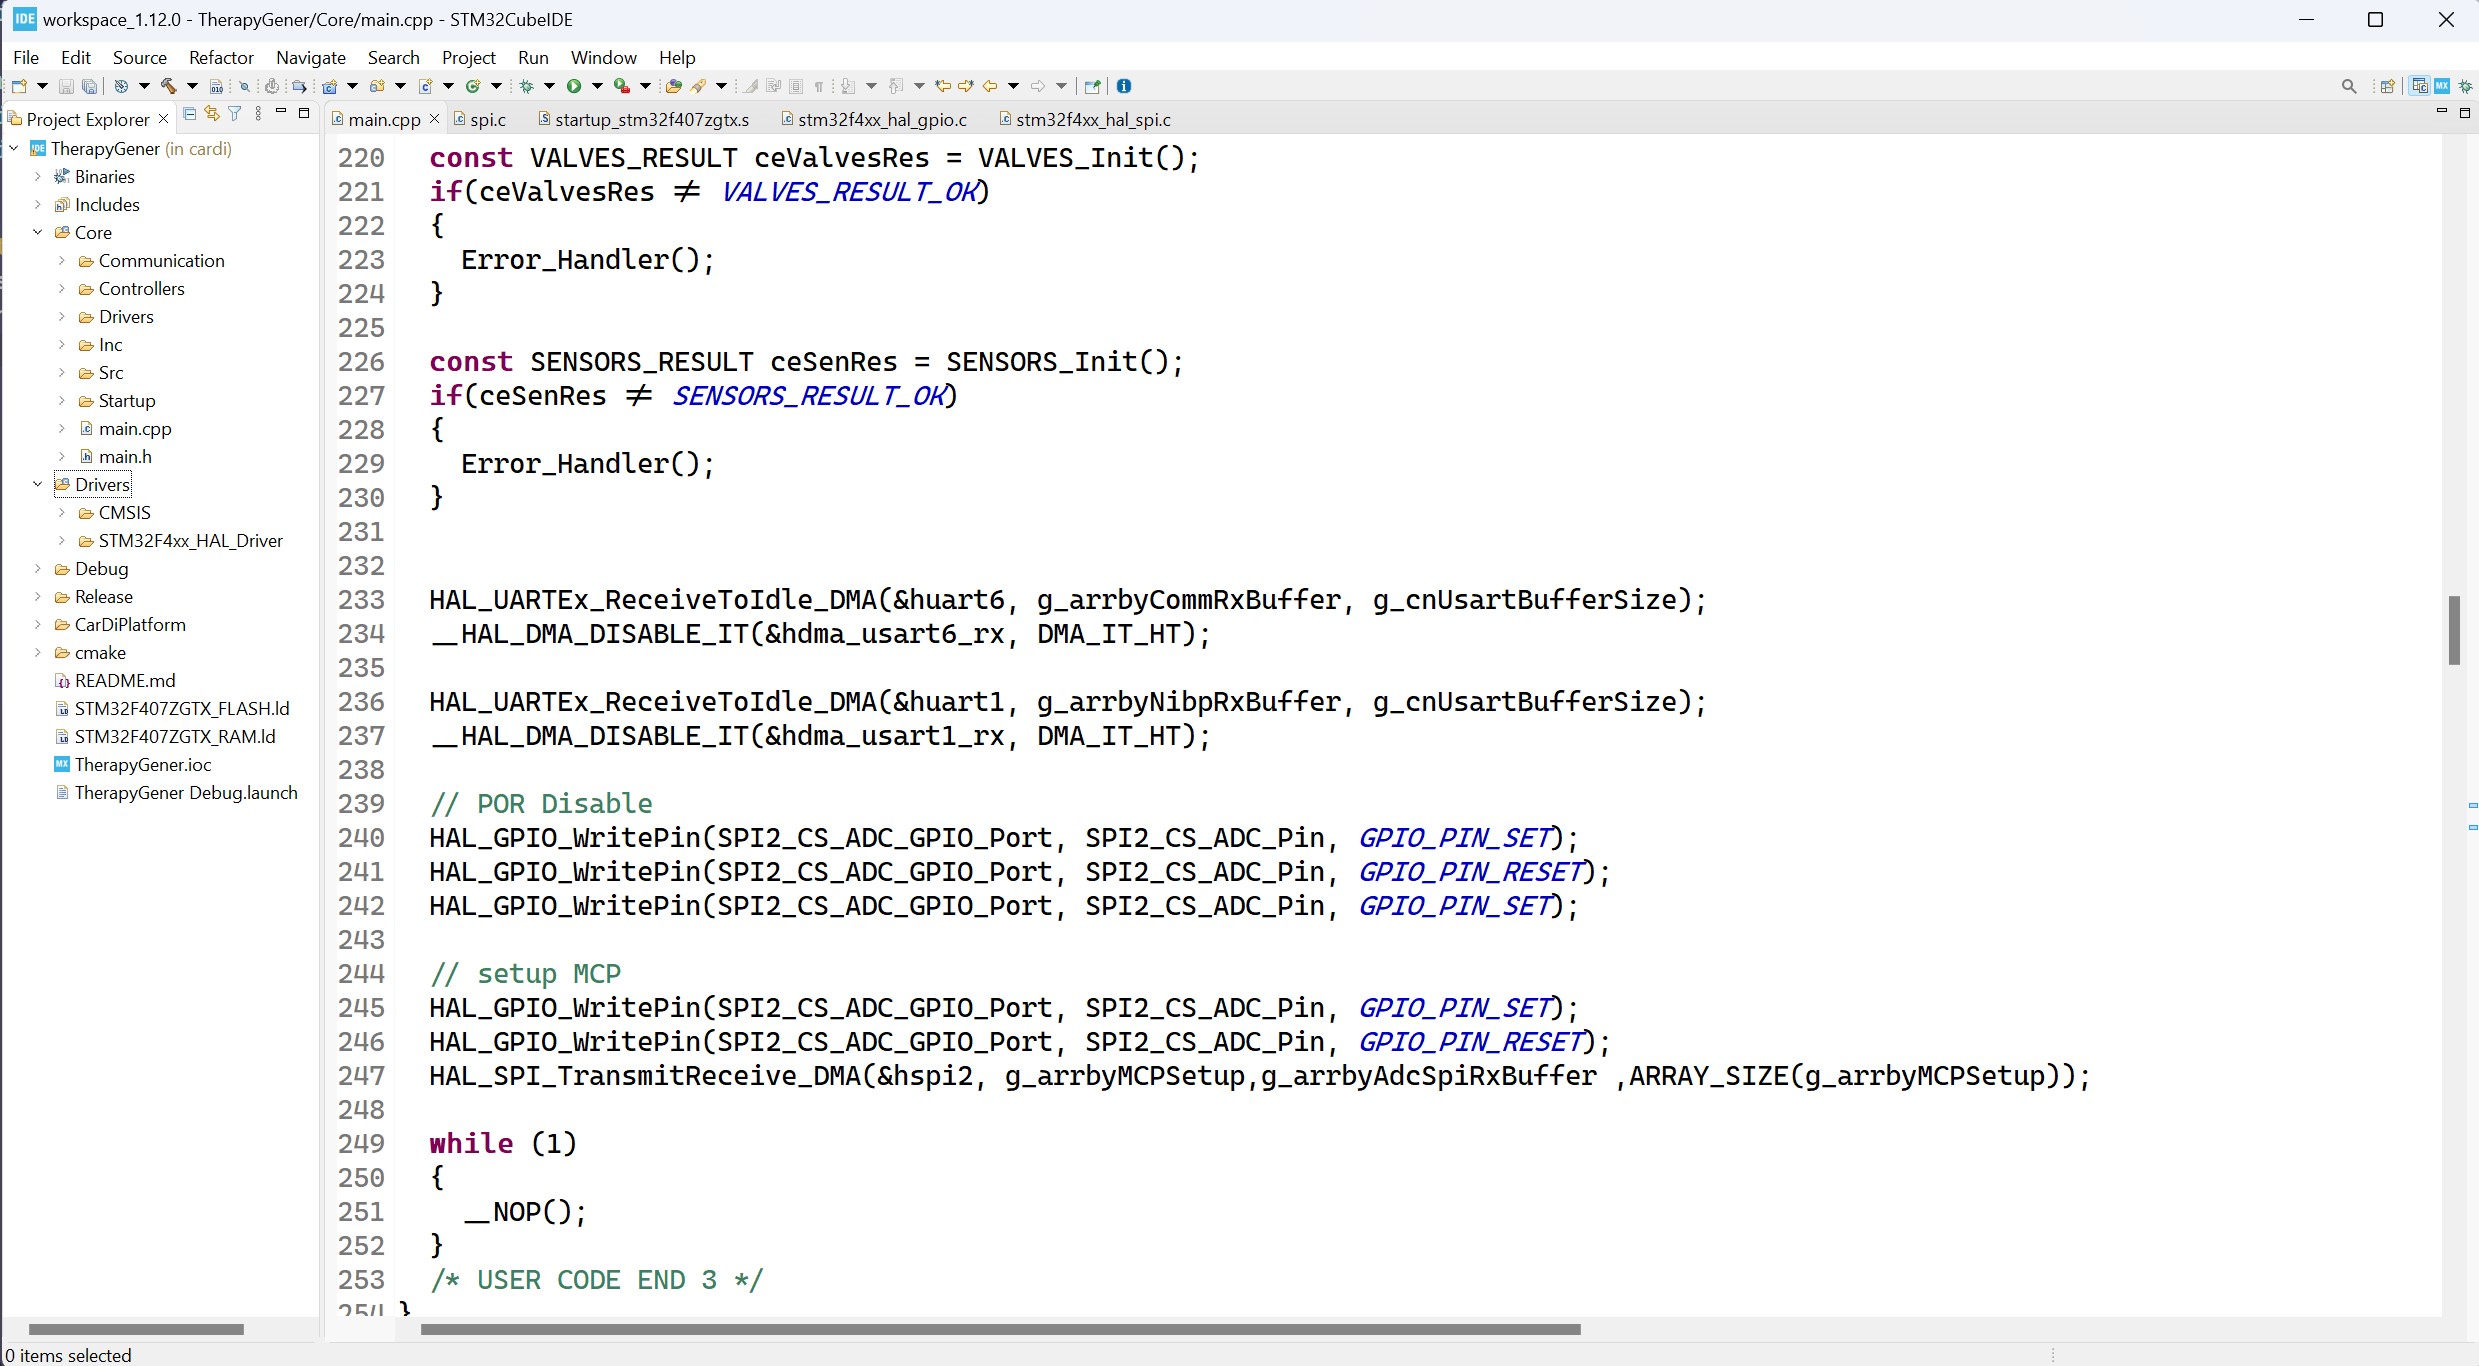 workspace_1.12.0 - TherapyGener/Core/main.cpp - STM32CubeIDE
File Edit Source Refactor Navigate Search Project Run Window Help
Project Explorer
main.cpp spi.c startup_stm32f407zgtx.s stm32f4xx_hal_gpio.c stm32f4xx_hal_spi.c
TherapyGener (in cardi)
Binaries
Includes
Core
Communication
Controllers
Drivers
Inc
Src
Startup
main.cpp
main.h
Drivers
CMSIS
STM32F4xx_HAL_Driver
Debug
Release
CarDiPlatform
cmake
README.md
STM32F407ZGTX_FLASH.ld
STM32F407ZGTX_RAM.ld
TherapyGener.ioc
TherapyGener Debug.launch
220 const VALVES_RESULT ceValvesRes = VALVES_Init();
221 if(ceValvesRes ≠ VALVES_RESULT_OK)
222 {
223 Error_Handler();
224 }
225
226 const SENSORS_RESULT ceSenRes = SENSORS_Init();
227 if(ceSenRes ≠ SENSORS_RESULT_OK)
228 {
229 Error_Handler();
230 }
231
232
233 HAL_UARTEx_ReceiveToIdle_DMA(&huart6, g_arrbyCommRxBuffer, g_cnUsartBufferSize);
234 __HAL_DMA_DISABLE_IT(&hdma_usart6_rx, DMA_IT_HT);
235
236 HAL_UARTEx_ReceiveToIdle_DMA(&huart1, g_arrbyNibpRxBuffer, g_cnUsartBufferSize);
237 __HAL_DMA_DISABLE_IT(&hdma_usart1_rx, DMA_IT_HT);
238
239 // POR Disable
240 HAL_GPIO_WritePin(SPI2_CS_ADC_GPIO_Port, SPI2_CS_ADC_Pin, GPIO_PIN_SET);
241 HAL_GPIO_WritePin(SPI2_CS_ADC_GPIO_Port, SPI2_CS_ADC_Pin, GPIO_PIN_RESET);
242 HAL_GPIO_WritePin(SPI2_CS_ADC_GPIO_Port, SPI2_CS_ADC_Pin, GPIO_PIN_SET);
243
244 // setup MCP
245 HAL_GPIO_WritePin(SPI2_CS_ADC_GPIO_Port, SPI2_CS_ADC_Pin, GPIO_PIN_SET);
246 HAL_GPIO_WritePin(SPI2_CS_ADC_GPIO_Port, SPI2_CS_ADC_Pin, GPIO_PIN_RESET);
247 HAL_SPI_TransmitReceive_DMA(&hspi2, g_arrbyMCPSetup,g_arrbyAdcSpiRxBuffer ,ARRAY_SIZE(g_arrbyMCPSetup));
248
249 while (1)
250 {
251 __NOP();
252 }
253 /* USER CODE END 3 */
254 }
0 items selected